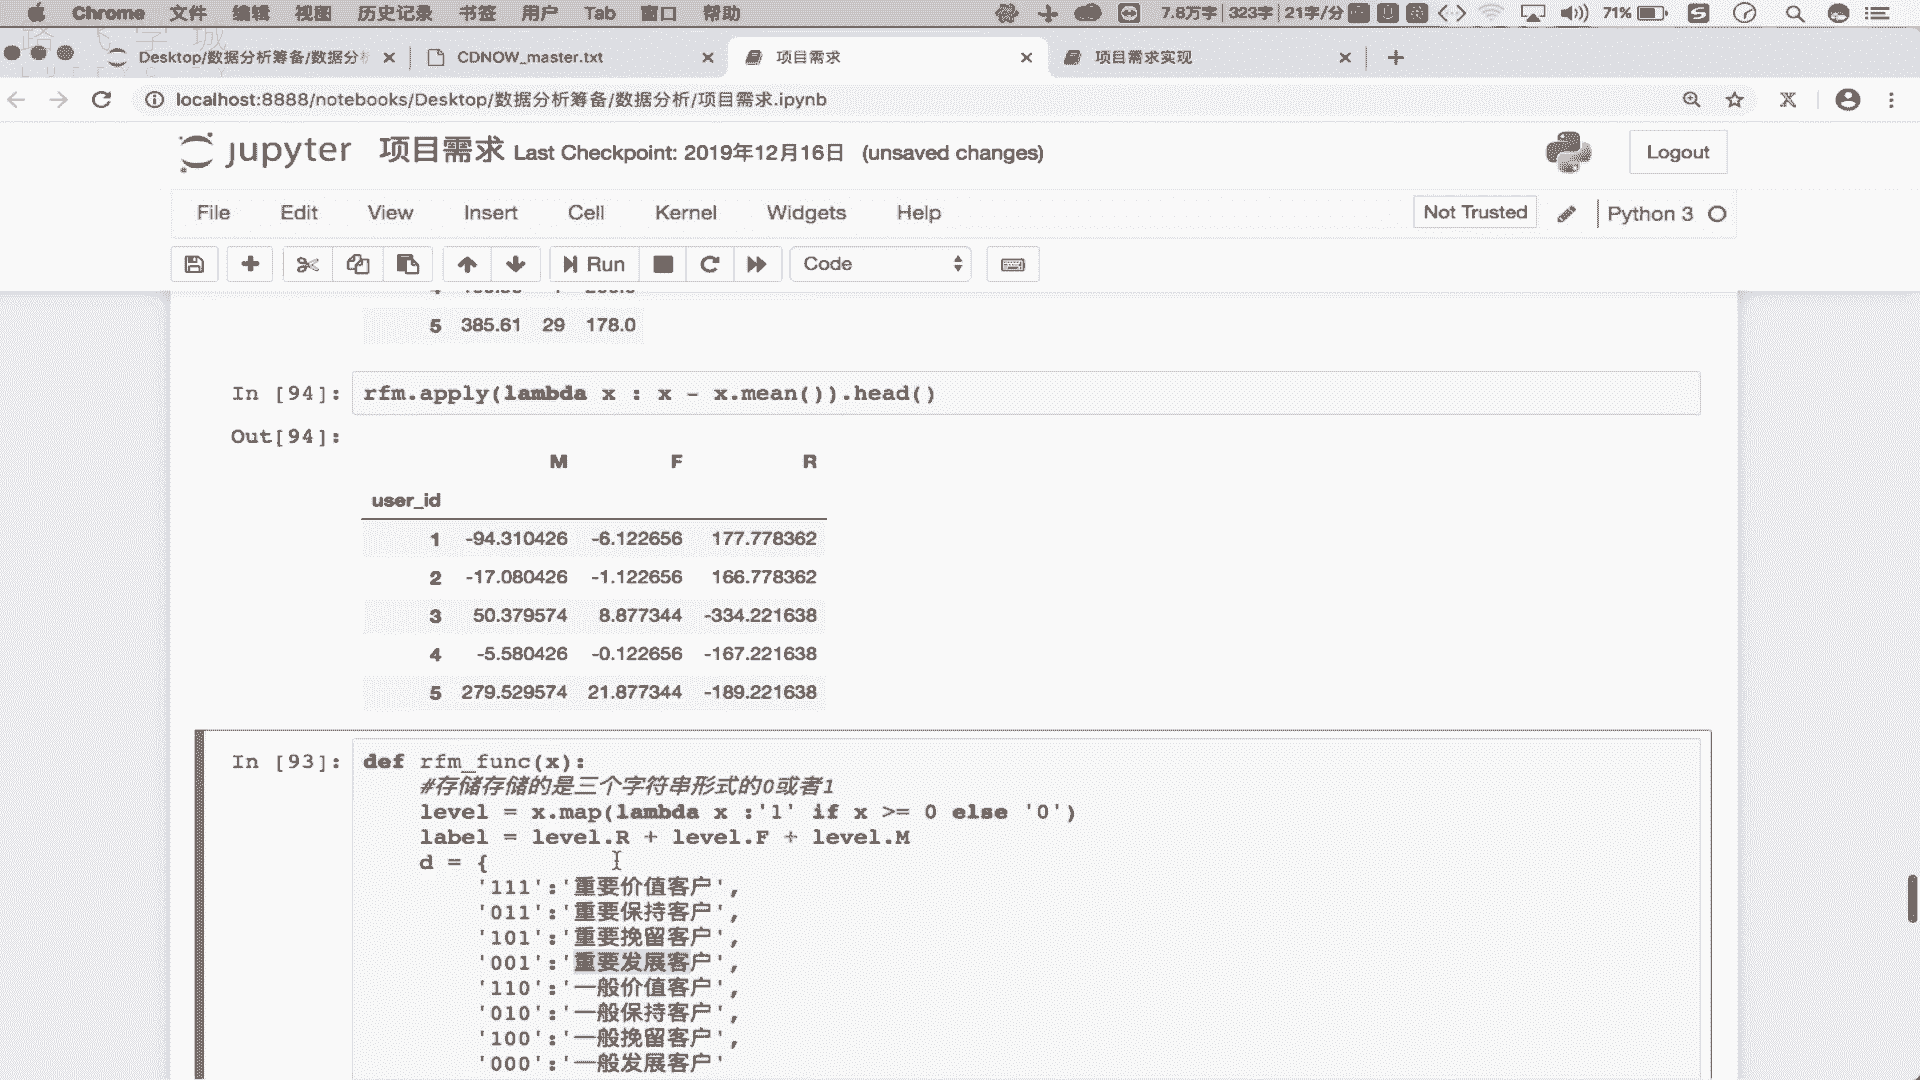 Chrome 文件 编辑 视图 历史记录 书签 用户 Tab 窗口 帮助 7.8万字 323字 21字/分 71%
Desktop/数据分析筹备/数据分 CDNOW_master.txt 项目需求 项目需求实现
localhost:8888/notebooks/Desktop/数据分析筹备/数据分析/项目需求.ipynb
jupyter 项目需求 Last Checkpoint: 2019年12月16日 (unsaved changes) Logout
File Edit View Insert Cell Kernel Widgets Help Not Trusted Python 3
Run Code
5 385.61 29 178.0
In [94]: rfm.apply(lambda x : x - x.mean()).head()
Out[94]:
M F R
user_id
1 -94.310426 -6.122656 177.778362
2 -17.080426 -1.122656 166.778362
3 50.379574 8.877344 -334.221638
4 -5.580426 -0.122656 -167.221638
5 279.529574 21.877344 -189.221638
In [93]: def rfm_func(x):
#存储存储的是三个字符串形式的0或者1
level = x.map(lambda x :'1' if x >= 0 else '0')
label = level.R + level.F + level.M
d = {
'111':'重要价值客户',
'011':'重要保持客户',
'101':'重要挽留客户',
'001':'重要发展客户',
'110':'一般价值客户',
'010':'一般保持客户',
'100':'一般挽留客户',
'000':'一般发展客户'